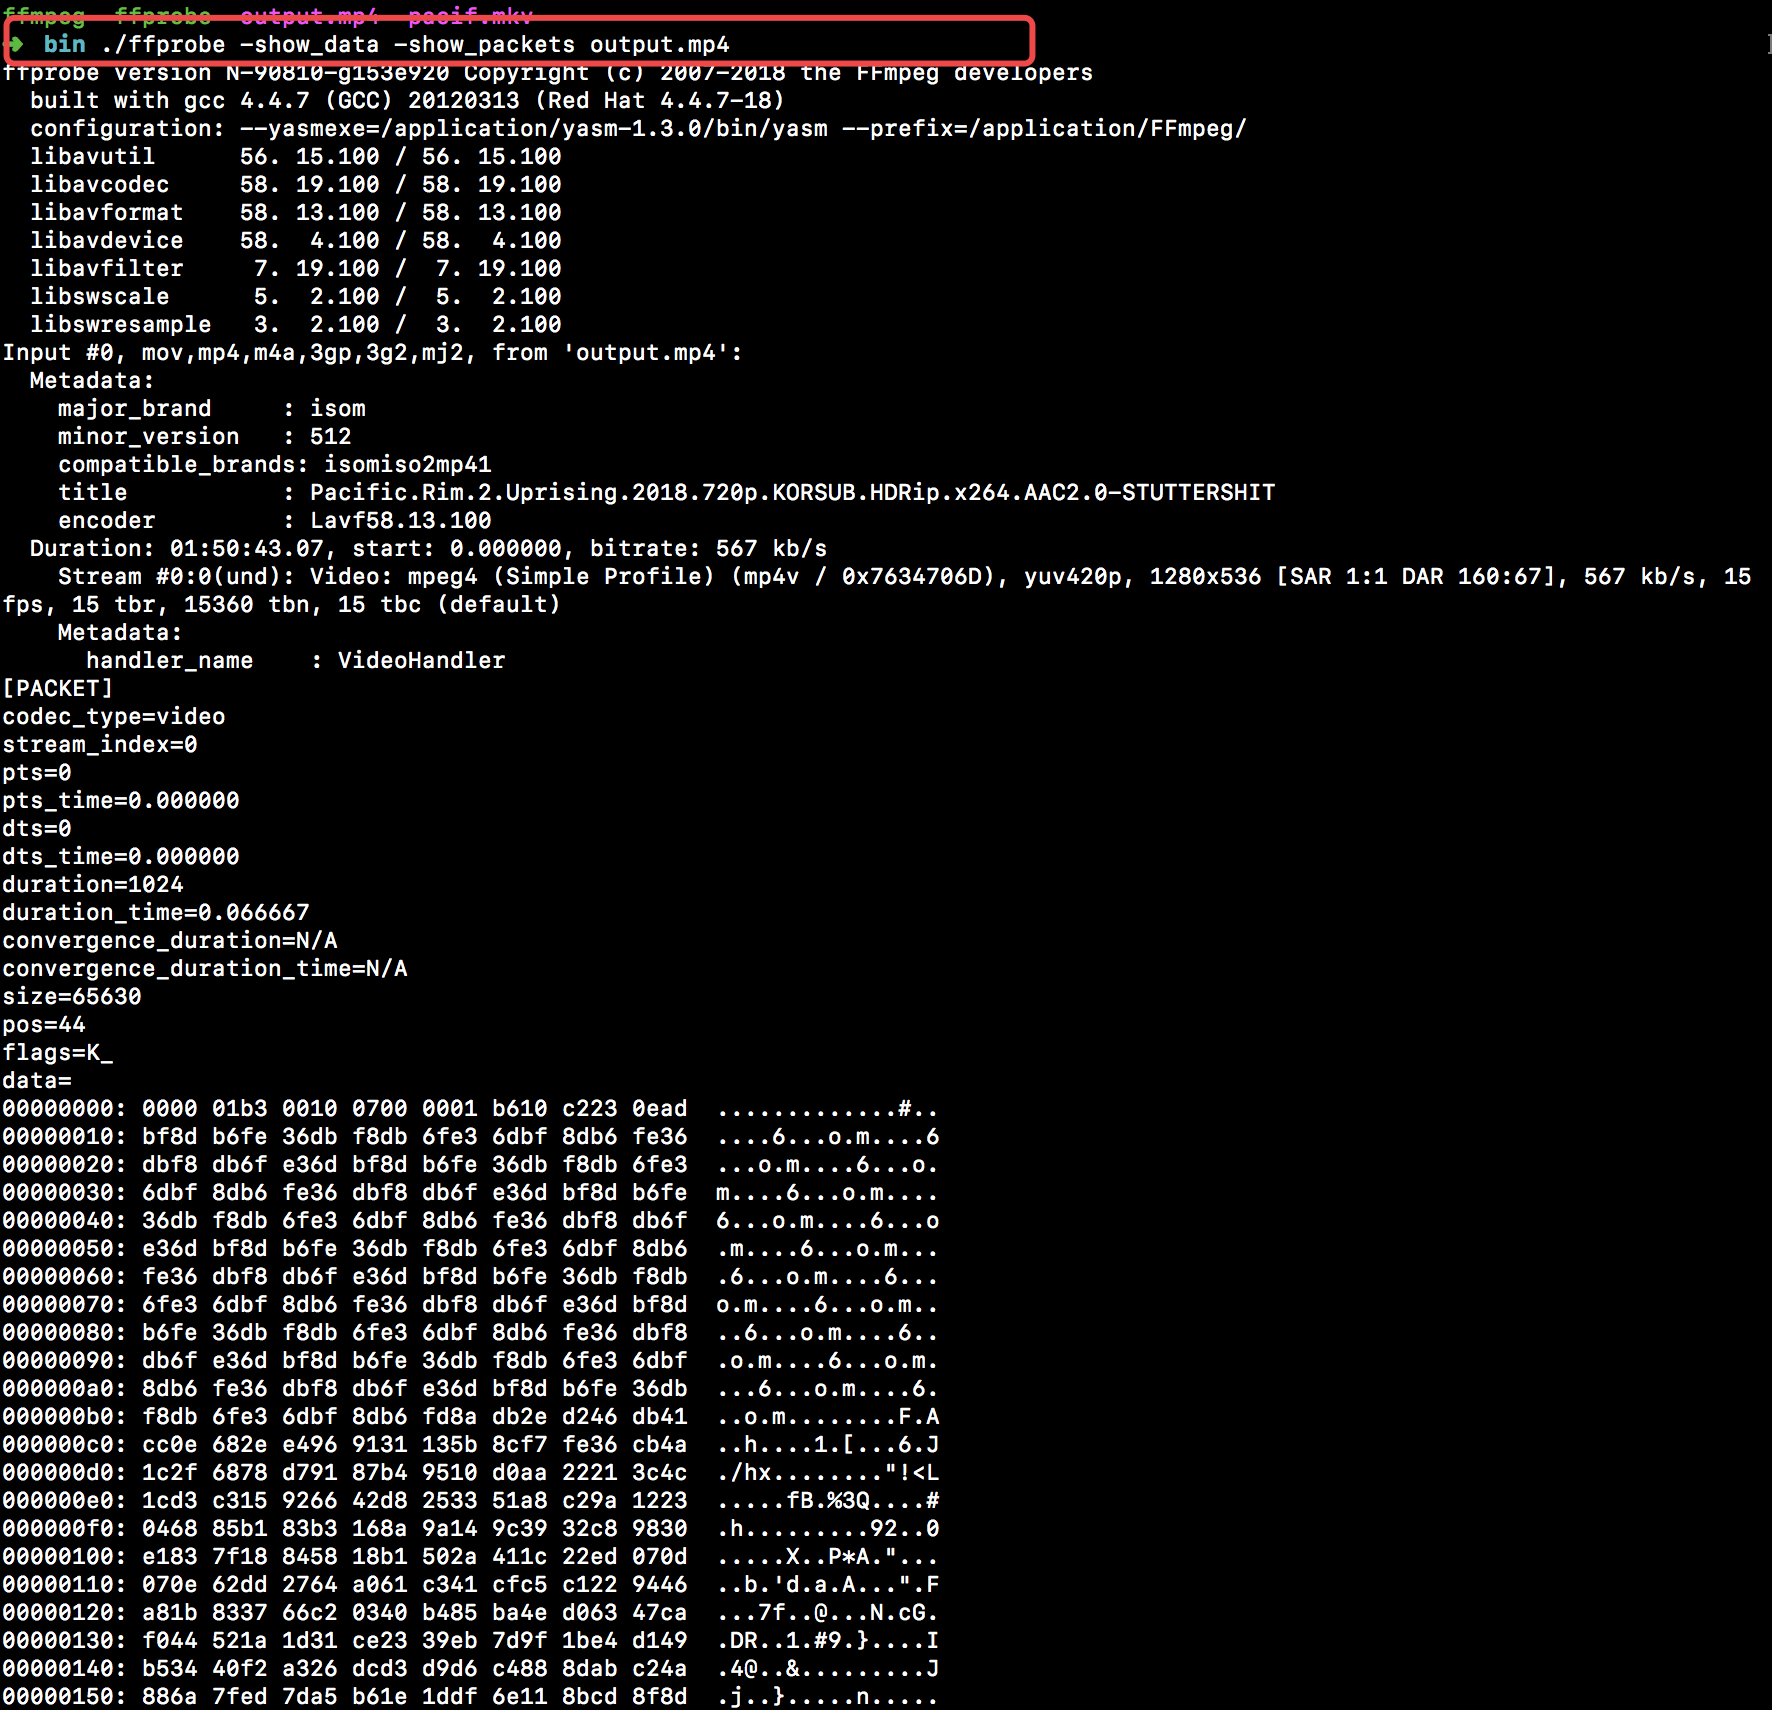 ffmpeg  ffprobe  output.mp4  pacif.mkv
➜  bin ./ffprobe -show_data -show_packets output.mp4
ffprobe version N-90810-g153e920 Copyright (c) 2007-2018 the FFmpeg developers
  built with gcc 4.4.7 (GCC) 20120313 (Red Hat 4.4.7-18)
  configuration: --yasmexe=/application/yasm-1.3.0/bin/yasm --prefix=/application/FFmpeg/
  libavutil      56. 15.100 / 56. 15.100
  libavcodec     58. 19.100 / 58. 19.100
  libavformat    58. 13.100 / 58. 13.100
  libavdevice    58.  4.100 / 58.  4.100
  libavfilter     7. 19.100 /  7. 19.100
  libswscale      5.  2.100 /  5.  2.100
  libswresample   3.  2.100 /  3.  2.100
Input #0, mov,mp4,m4a,3gp,3g2,mj2, from 'output.mp4':
  Metadata:
    major_brand     : isom
    minor_version   : 512
    compatible_brands: isomiso2mp41
    title           : Pacific.Rim.2.Uprising.2018.720p.KORSUB.HDRip.x264.AAC2.0-STUTTERSHIT
    encoder         : Lavf58.13.100
  Duration: 01:50:43.07, start: 0.000000, bitrate: 567 kb/s
    Stream #0:0(und): Video: mpeg4 (Simple Profile) (mp4v / 0x7634706D), yuv420p, 1280x536 [SAR 1:1 DAR 160:67], 567 kb/s, 15
fps, 15 tbr, 15360 tbn, 15 tbc (default)
    Metadata:
      handler_name    : VideoHandler
[PACKET]
codec_type=video
stream_index=0
pts=0
pts_time=0.000000
dts=0
dts_time=0.000000
duration=1024
duration_time=0.066667
convergence_duration=N/A
convergence_duration_time=N/A
size=65630
pos=44
flags=K_
data=
00000000: 0000 01b3 0010 0700 0001 b610 c223 0ead  .............#..
00000010: bf8d b6fe 36db f8db 6fe3 6dbf 8db6 fe36  ....6...o.m....6
00000020: dbf8 db6f e36d bf8d b6fe 36db f8db 6fe3  ...o.m....6...o.
00000030: 6dbf 8db6 fe36 dbf8 db6f e36d bf8d b6fe  m....6...o.m....
00000040: 36db f8db 6fe3 6dbf 8db6 fe36 dbf8 db6f  6...o.m....6...o
00000050: e36d bf8d b6fe 36db f8db 6fe3 6dbf 8db6  .m....6...o.m...
00000060: fe36 dbf8 db6f e36d bf8d b6fe 36db f8db  .6...o.m....6...
00000070: 6fe3 6dbf 8db6 fe36 dbf8 db6f e36d bf8d  o.m....6...o.m..
00000080: b6fe 36db f8db 6fe3 6dbf 8db6 fe36 dbf8  ..6...o.m....6..
00000090: db6f e36d bf8d b6fe 36db f8db 6fe3 6dbf  .o.m....6...o.m.
000000a0: 8db6 fe36 dbf8 db6f e36d bf8d b6fe 36db  ...6...o.m....6.
000000b0: f8db 6fe3 6dbf 8db6 fd8a db2e d246 db41  ..o.m........F.A
000000c0: cc0e 682e e496 9131 135b 8cf7 fe36 cb4a  ..h....1.[...6.J
000000d0: 1c2f 6878 d791 87b4 9510 d0aa 2221 3c4c  ./hx........"!<L
000000e0: 1cd3 c315 9266 42d8 2533 51a8 c29a 1223  .....fB.%3Q....#
000000f0: 0468 85b1 83b3 168a 9a14 9c39 32c8 9830  .h.........92..0
00000100: e183 7f18 8458 18b1 502a 411c 22ed 070d  .....X..P*A."...
00000110: 070e 62dd 2764 a061 c341 cfc5 c122 9446  ..b.'d.a.A...".F
00000120: a81b 8337 66c2 0340 b485 ba4e d063 47ca  ...7f..@...N.cG.
00000130: f044 521a 1d31 ce23 39eb 7d9f 1be4 d149  .DR..1.#9.}....I
00000140: b534 40f2 a326 dcd3 d9d6 c488 8dab c24a  .4@..&.........J
00000150: 886a 7fed 7da5 b61e 1ddf 6e11 8bcd 8f8d  .j..}.....n.....